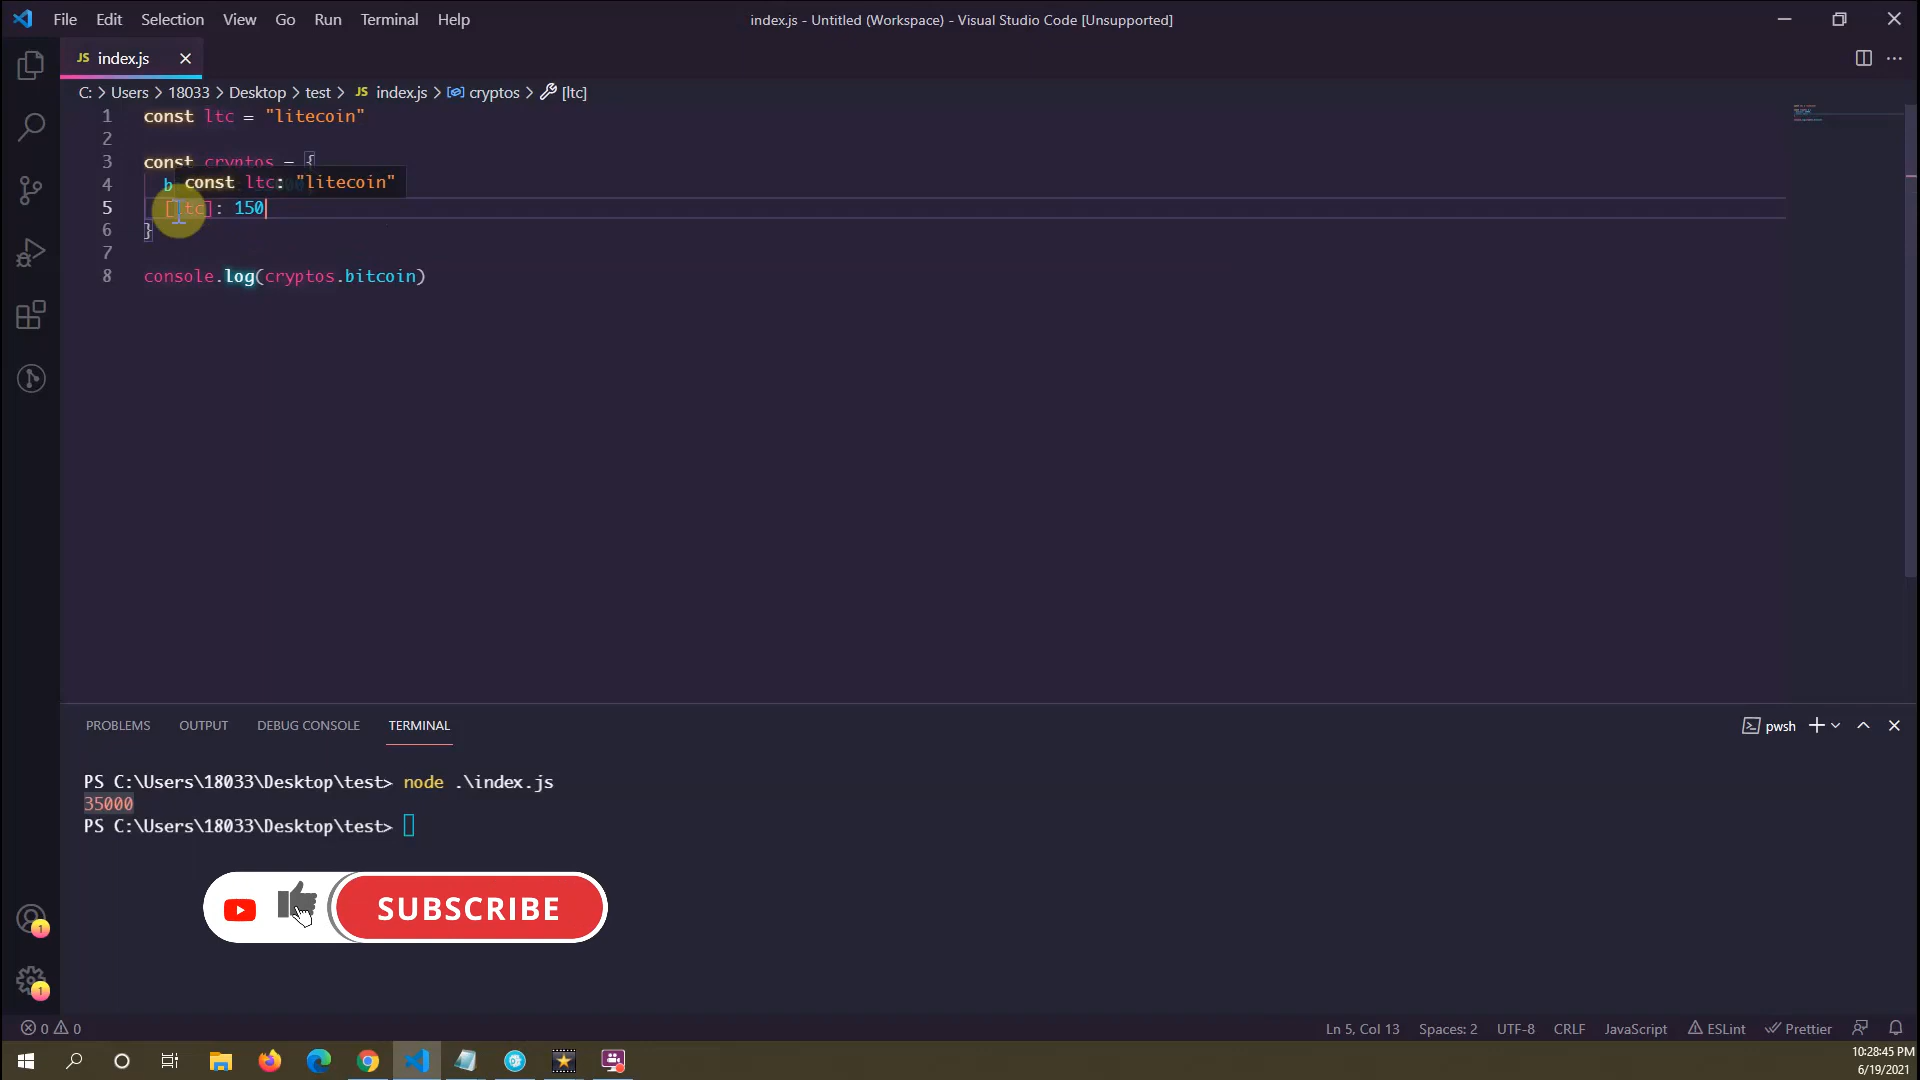 File Edit Selection View Go Run Terminal Help
index.js - Untitled (Workspace) - Visual Studio Code [Unsupported]
JS index.js
C: > Users > 18033 > Desktop > test > JS index.js > cryptos > [ltc]
1 const ltc = "litecoin"
2
3 const cryptos = {
const ltc: "litecoin"
4 b
5 [ltc]: 150
6 }
7
8 console.log(cryptos.bitcoin)
PROBLEMS OUTPUT DEBUG CONSOLE TERMINAL
pwsh
PS C:\Users\18033\Desktop\test> node .\index.js
35000
PS C:\Users\18033\Desktop\test>
SUBSCRIBE
1
1
0 0
Ln 5, Col 13 Spaces: 2 UTF-8 CRLF JavaScript ESLint Prettier
10:28:45 PM
6/19/2021